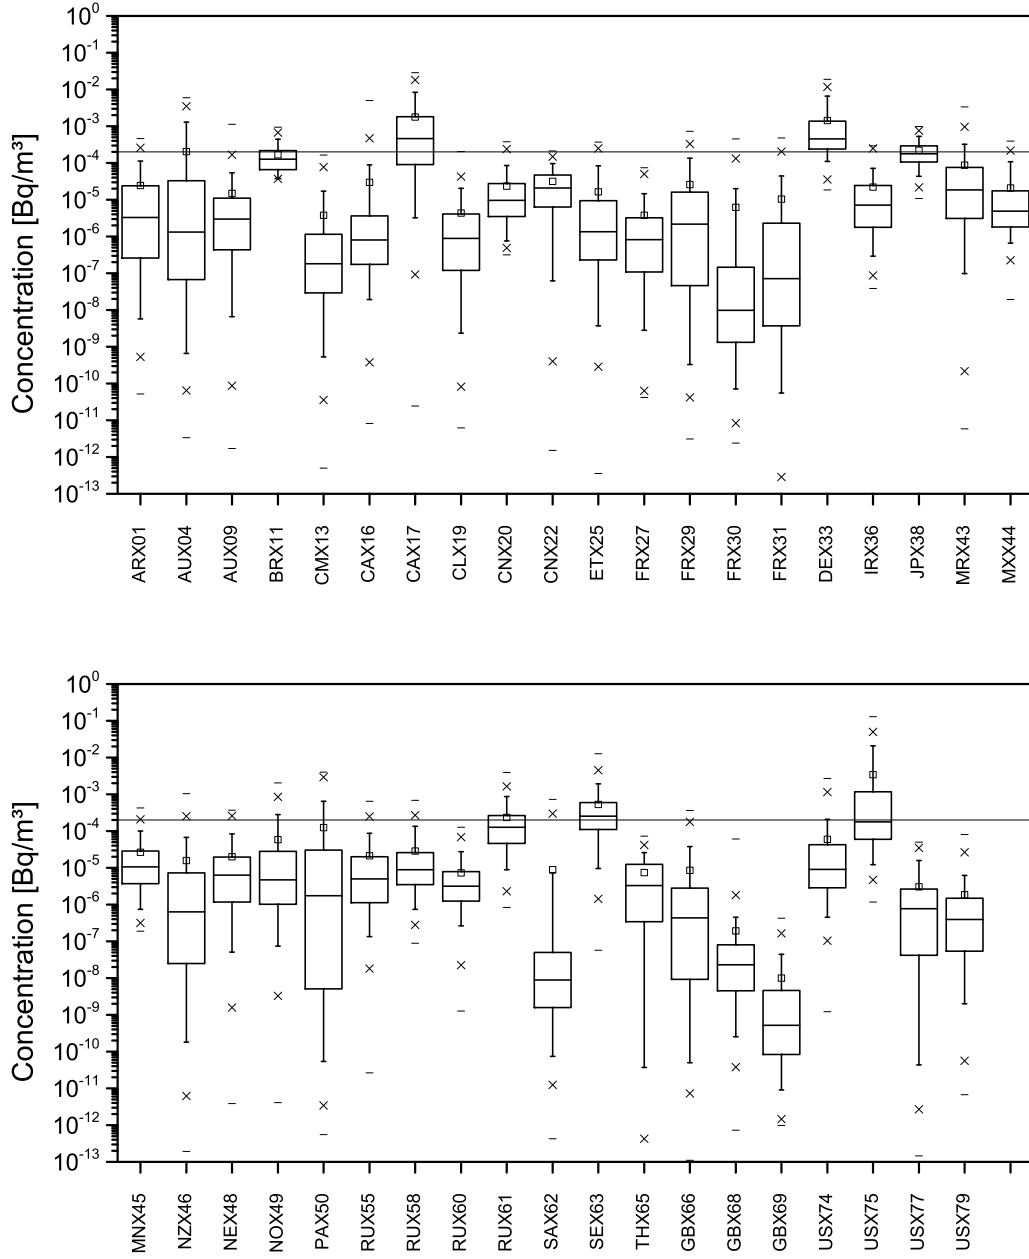 Concentration [Bq/m³]
10⁰
10⁻¹
10⁻²
10⁻³
10⁻⁴
10⁻⁵
10⁻⁶
10⁻⁷
10⁻⁸
10⁻⁹
10⁻¹⁰
10⁻¹¹
10⁻¹²
10⁻¹³
ARX01
AUX04
AUX09
BRX11
CMX13
CAX16
CAX17
CLX19
CNX20
CNX22
ETX25
FRX27
FRX29
FRX30
FRX31
DEX33
IRX36
JPX38
MRX43
MXX44
Concentration [Bq/m³]
10⁰
10⁻¹
10⁻²
10⁻³
10⁻⁴
10⁻⁵
10⁻⁶
10⁻⁷
10⁻⁸
10⁻⁹
10⁻¹⁰
10⁻¹¹
10⁻¹²
10⁻¹³
MNX45
NZX46
NEX48
NOX49
PAX50
RUX55
RUX58
RUX60
RUX61
SAX62
SEX63
THX65
GBX66
GBX68
GBX69
USX74
USX75
USX77
USX79